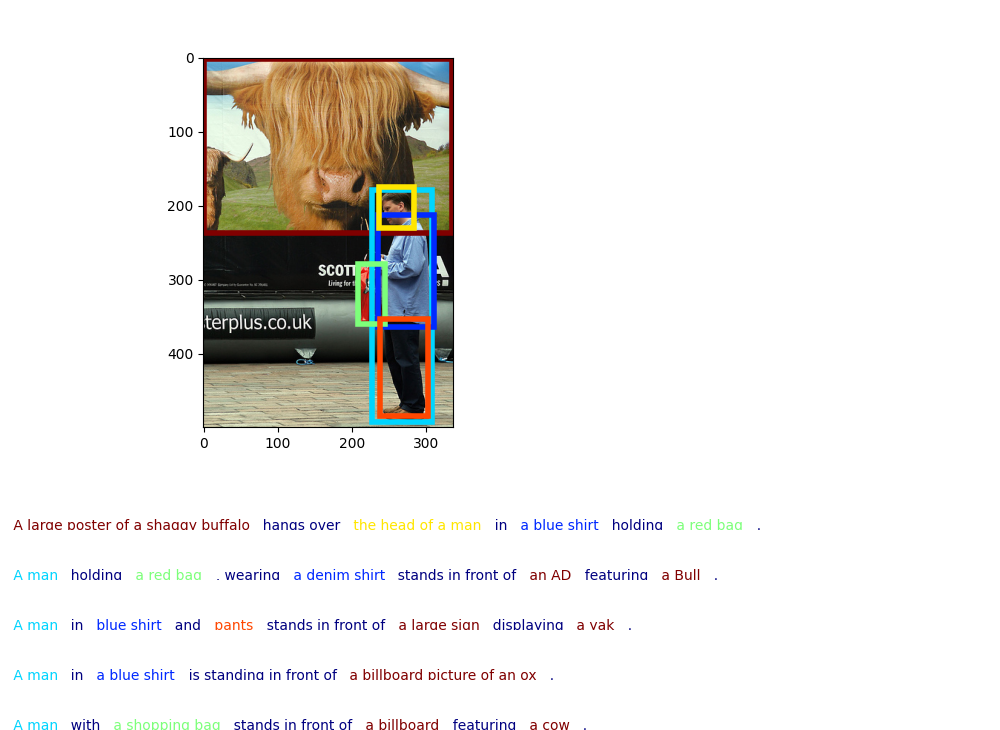 0
100
200
SCOT
A
300
Living for t
S
terplus.co.uk
400
0 100 200 300
A large poster of a shaggy buffalo hangs over the head of a man in a blue shirt holding a red bag .
A man holding a red bag , wearing a denim shirt stands in front of an AD featuring a Bull .
A man in blue shirt and pants stands in front of a large sign displaying a yak .
A man in a blue shirt is standing in front of a billboard picture of an ox .
A man with a shopping bag stands in front of a billboard featuring a cow .